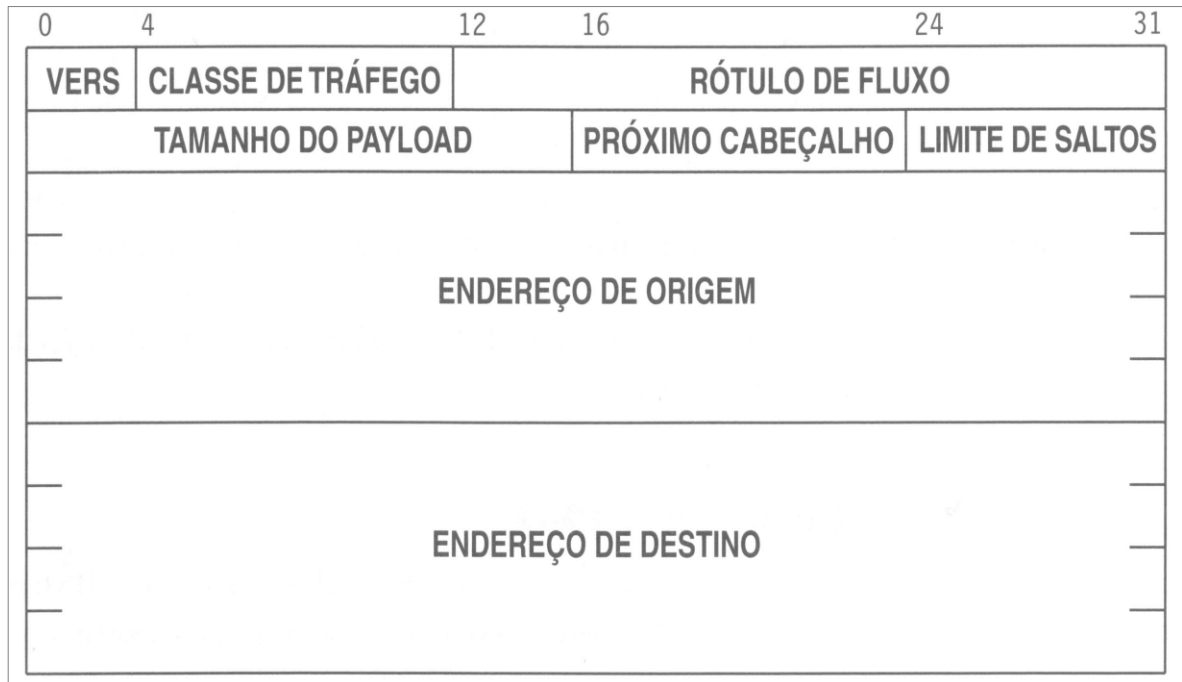 0 4 12 16 24 31
VERS CLASSE DE TRÁFEGO RÓTULO DE FLUXO
TAMANHO DO PAYLOAD PRÓXIMO CABEÇALHO LIMITE DE SALTOS
ENDEREÇO DE ORIGEM
ENDEREÇO DE DESTINO